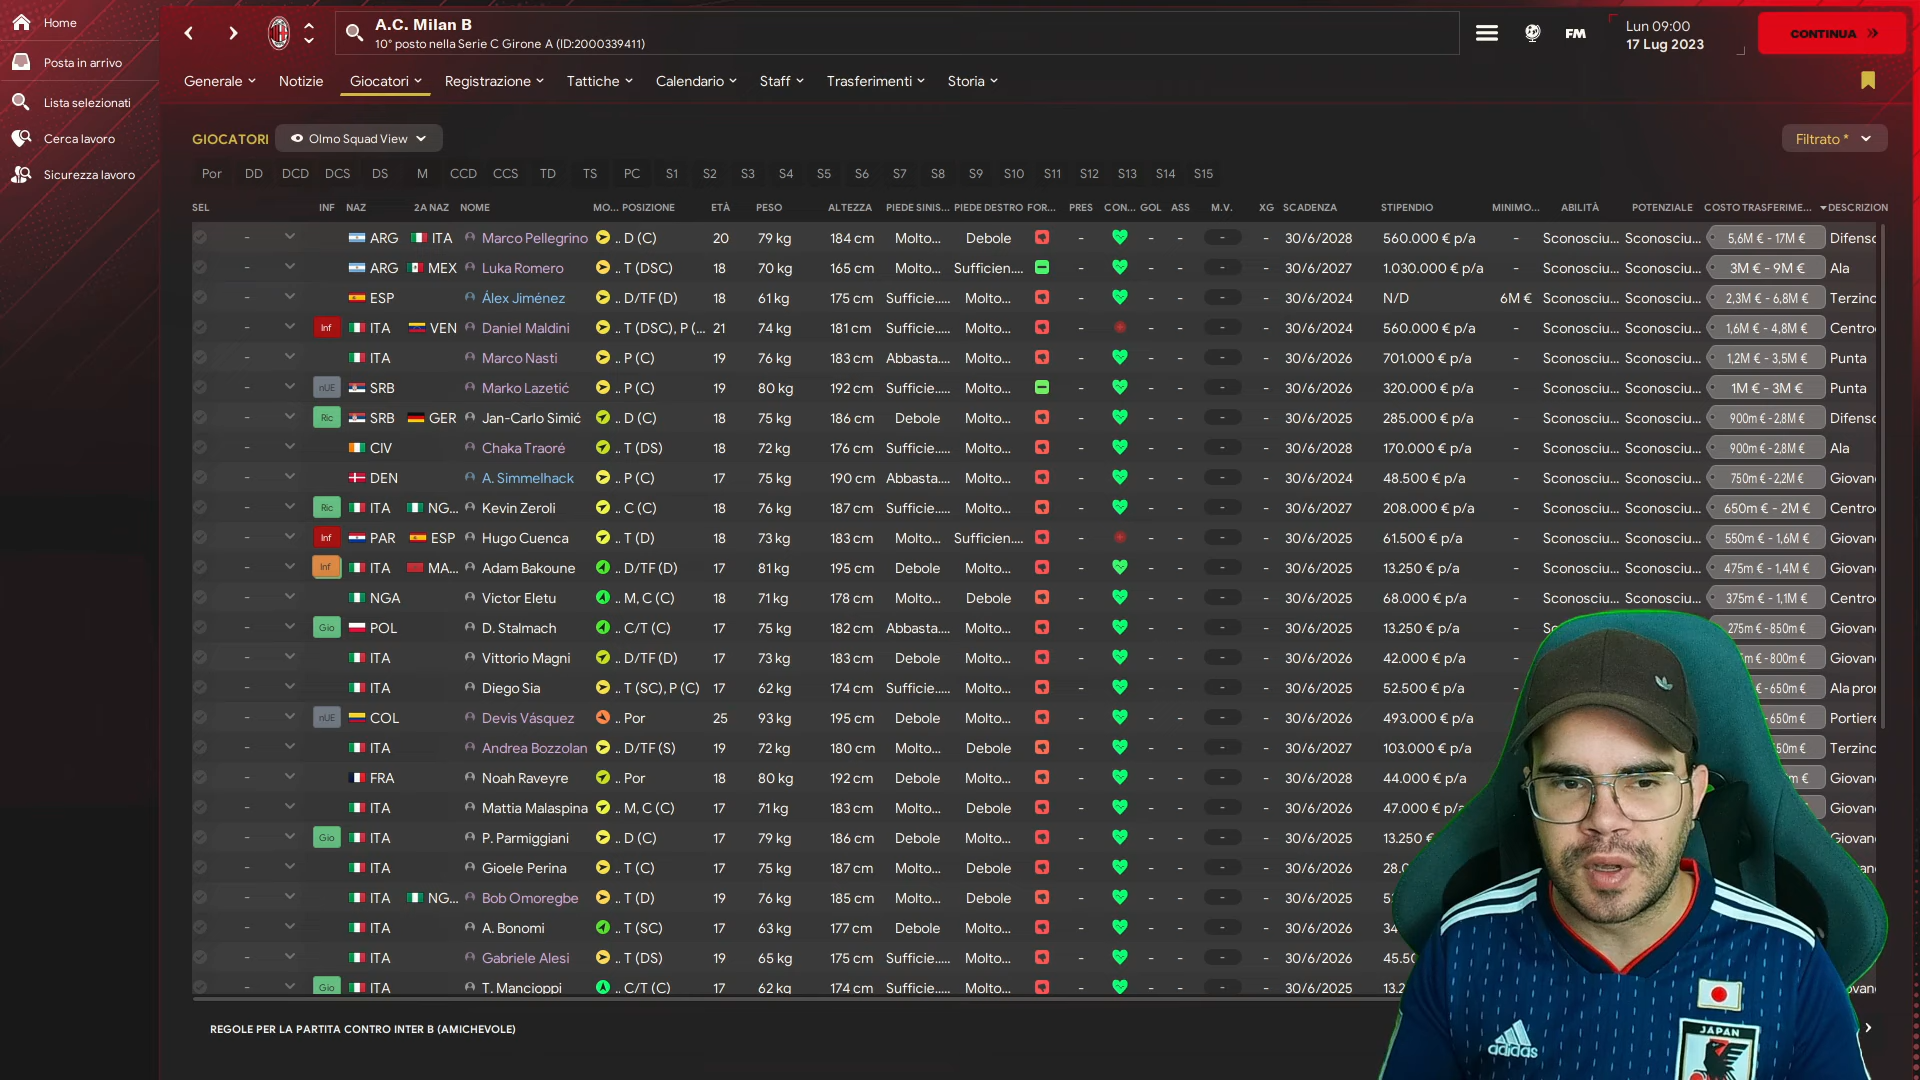 Home
Posta in arrivo
Lista selezionati
Cerca lavoro
Sicurezza lavoro
A.C. Milan B
10° posto nella Serie C Girone A (ID:2000339411)
FM
Lun 09:00
17 Lug 2023
CONTINUA
Generale Notizie Giocatori Registrazione Tattiche Calendario Staff Trasferimenti Storia
GIOCATORI Olmo Squad View Filtrato *
Por DD DCD DCS DS M CCD CCS TD TS PC S1 S2 S3 S4 S5 S6 S7 S8 S9 S10 S11 S12 S13 S14 S15
SEL INF NAZ 2A NAZ NOME MO... POSIZIONE ETÀ PESO ALTEZZA PIEDE SINIS... PIEDE DESTRO FOR... PRES CON... GOL ASS M.V. XG SCADENZA STIPENDIO MINIMO... ABILITÀ POTENZIALE COSTO TRASFERIME... DESCRIZION
- ARG ITA Marco Pellegrino .. D (C) 20 79 kg 184 cm Molto... Debole - - - - - 30/6/2028 560.000 € p/a - Sconosciu... Sconosciu... 5,6M € - 17M € Difenso
- ARG MEX Luka Romero .. T (DSC) 18 70 kg 165 cm Molto... Sufficien.... - - - - - 30/6/2027 1.030.000 € p/a - Sconosciu... Sconosciu... 3M € - 9M € Ala
- ESP Álex Jiménez .. D/TF (D) 18 61 kg 175 cm Sufficie..... Molto... - - - - - 30/6/2024 N/D 6M € Sconosciu... Sconosciu... 2,3M € - 6,8M € Terzino
- Inf ITA VEN Daniel Maldini .. T (DSC), P (... 21 74 kg 181 cm Sufficie..... Molto... - - - - - 30/6/2024 560.000 € p/a - Sconosciu... Sconosciu... 1,6M € - 4,8M € Centro
- ITA Marco Nasti .. P (C) 19 76 kg 183 cm Abbasta.... Molto... - - - - - 30/6/2026 701.000 € p/a - Sconosciu... Sconosciu... 1,2M € - 3,5M € Punta
- nUE SRB Marko Lazetić .. P (C) 19 80 kg 192 cm Sufficie..... Molto... - - - - - 30/6/2026 320.000 € p/a - Sconosciu... Sconosciu... 1M € - 3M € Punta
- Ric SRB GER Jan-Carlo Simić .. D (C) 18 75 kg 186 cm Debole Molto... - - - - - 30/6/2025 285.000 € p/a - Sconosciu... Sconosciu... 900m € - 2,8M € Difenso
- CIV Chaka Traoré .. T (DS) 18 72 kg 176 cm Sufficie..... Molto... - - - - - 30/6/2028 170.000 € p/a - Sconosciu... Sconosciu... 900m € - 2,8M € Ala
- DEN A. Simmelhack .. P (C) 17 75 kg 190 cm Abbasta.... Molto... - - - - - 30/6/2024 48.500 € p/a - Sconosciu... Sconosciu... 750m € - 2,2M € Giovan
- Ric ITA NG... Kevin Zeroli .. C (C) 18 76 kg 187 cm Sufficie..... Molto... - - - - - 30/6/2027 208.000 € p/a - Sconosciu... Sconosciu... 650m € - 2M € Centro
- Inf PAR ESP Hugo Cuenca .. T (D) 18 73 kg 183 cm Molto... Sufficien.... - - - - - 30/6/2025 61.500 € p/a - Sconosciu... Sconosciu... 550m € - 1,6M € Giovan
- Inf ITA MA... Adam Bakoune .. D/TF (D) 17 81 kg 195 cm Debole Molto... - - - - - 30/6/2025 13.250 € p/a - Sconosciu... Sconosciu... 475m € - 1,4M € Giovan
- NGA Victor Eletu .. M, C (C) 18 71 kg 178 cm Molto... Debole - - - - - 30/6/2025 68.000 € p/a - Sconosciu... Sconosciu... 375m € - 1,1M € Centro
- Gio POL D. Stalmach .. C/T (C) 17 75 kg 182 cm Abbasta.... Molto... - - - - - 30/6/2025 13.250 € p/a - 275m € - 850m € Giovan
- ITA Vittorio Magni .. D/TF (D) 17 73 kg 183 cm Debole Molto... - - - - - 30/6/2025 42.000 € p/a - € - 800m € Giovan
- ITA Diego Sia .. T (SC), P (C) 17 62 kg 174 cm Sufficie..... Molto... - - - - - 30/6/2025 52.500 € p/a - € - 650m € Ala pro
- nUE COL Devis Vásquez .. Por 25 93 kg 195 cm Debole Molto... - - - - - 30/6/2026 493.000 € p/a 650m € Portiere
- ITA Andrea Bozzolan .. D/TF (S) 19 72 kg 180 cm Molto... Debole - - - - - 30/6/2027 103.000 € p/a Terzino
- FRA Noah Raveyre .. Por 18 80 kg 192 cm Debole Molto... - - - - - 30/6/2028 44.000 € p/a Giovan
- ITA Mattia Malaspina .. M, C (C) 17 71 kg 183 cm Molto... Debole - - - - - 30/6/2025 47.000 € p/a Giovan
- Gio ITA P. Parmiggiani .. D (C) 17 79 kg 186 cm Debole Molto... - - - - - 30/6/2025 13.250 € Giovan
- ITA Gioele Perina .. T (C) 17 75 kg 187 cm Molto... Debole - - - - - 30/6/2026 Giovan
- ITA NG... Bob Omoregbe .. T (D) 19 76 kg 185 cm Molto... Debole - - - - - 30/6/2026
- ITA A. Bonomi .. T (SC) 17 63 kg 177 cm Debole Molto... - - - - - 30/6/2026
- ITA Gabriele Alesi .. T (DS) 19 65 kg 175 cm Sufficie..... Molto... - - - - - 30/6/2026
- Gio ITA T. Mancioppi .. C/T (C) 17 62 kg 174 cm Sufficie..... Molto... - - - - - 30/6/2025
REGOLE PER LA PARTITA CONTRO INTER B (AMICHEVOLE)
adidas
JAPAN